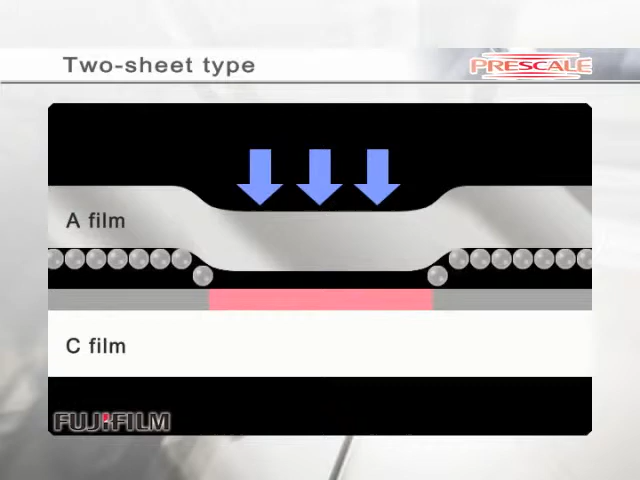 Two-sheet type
PRESCALE
A film
C film
FUJIFILM